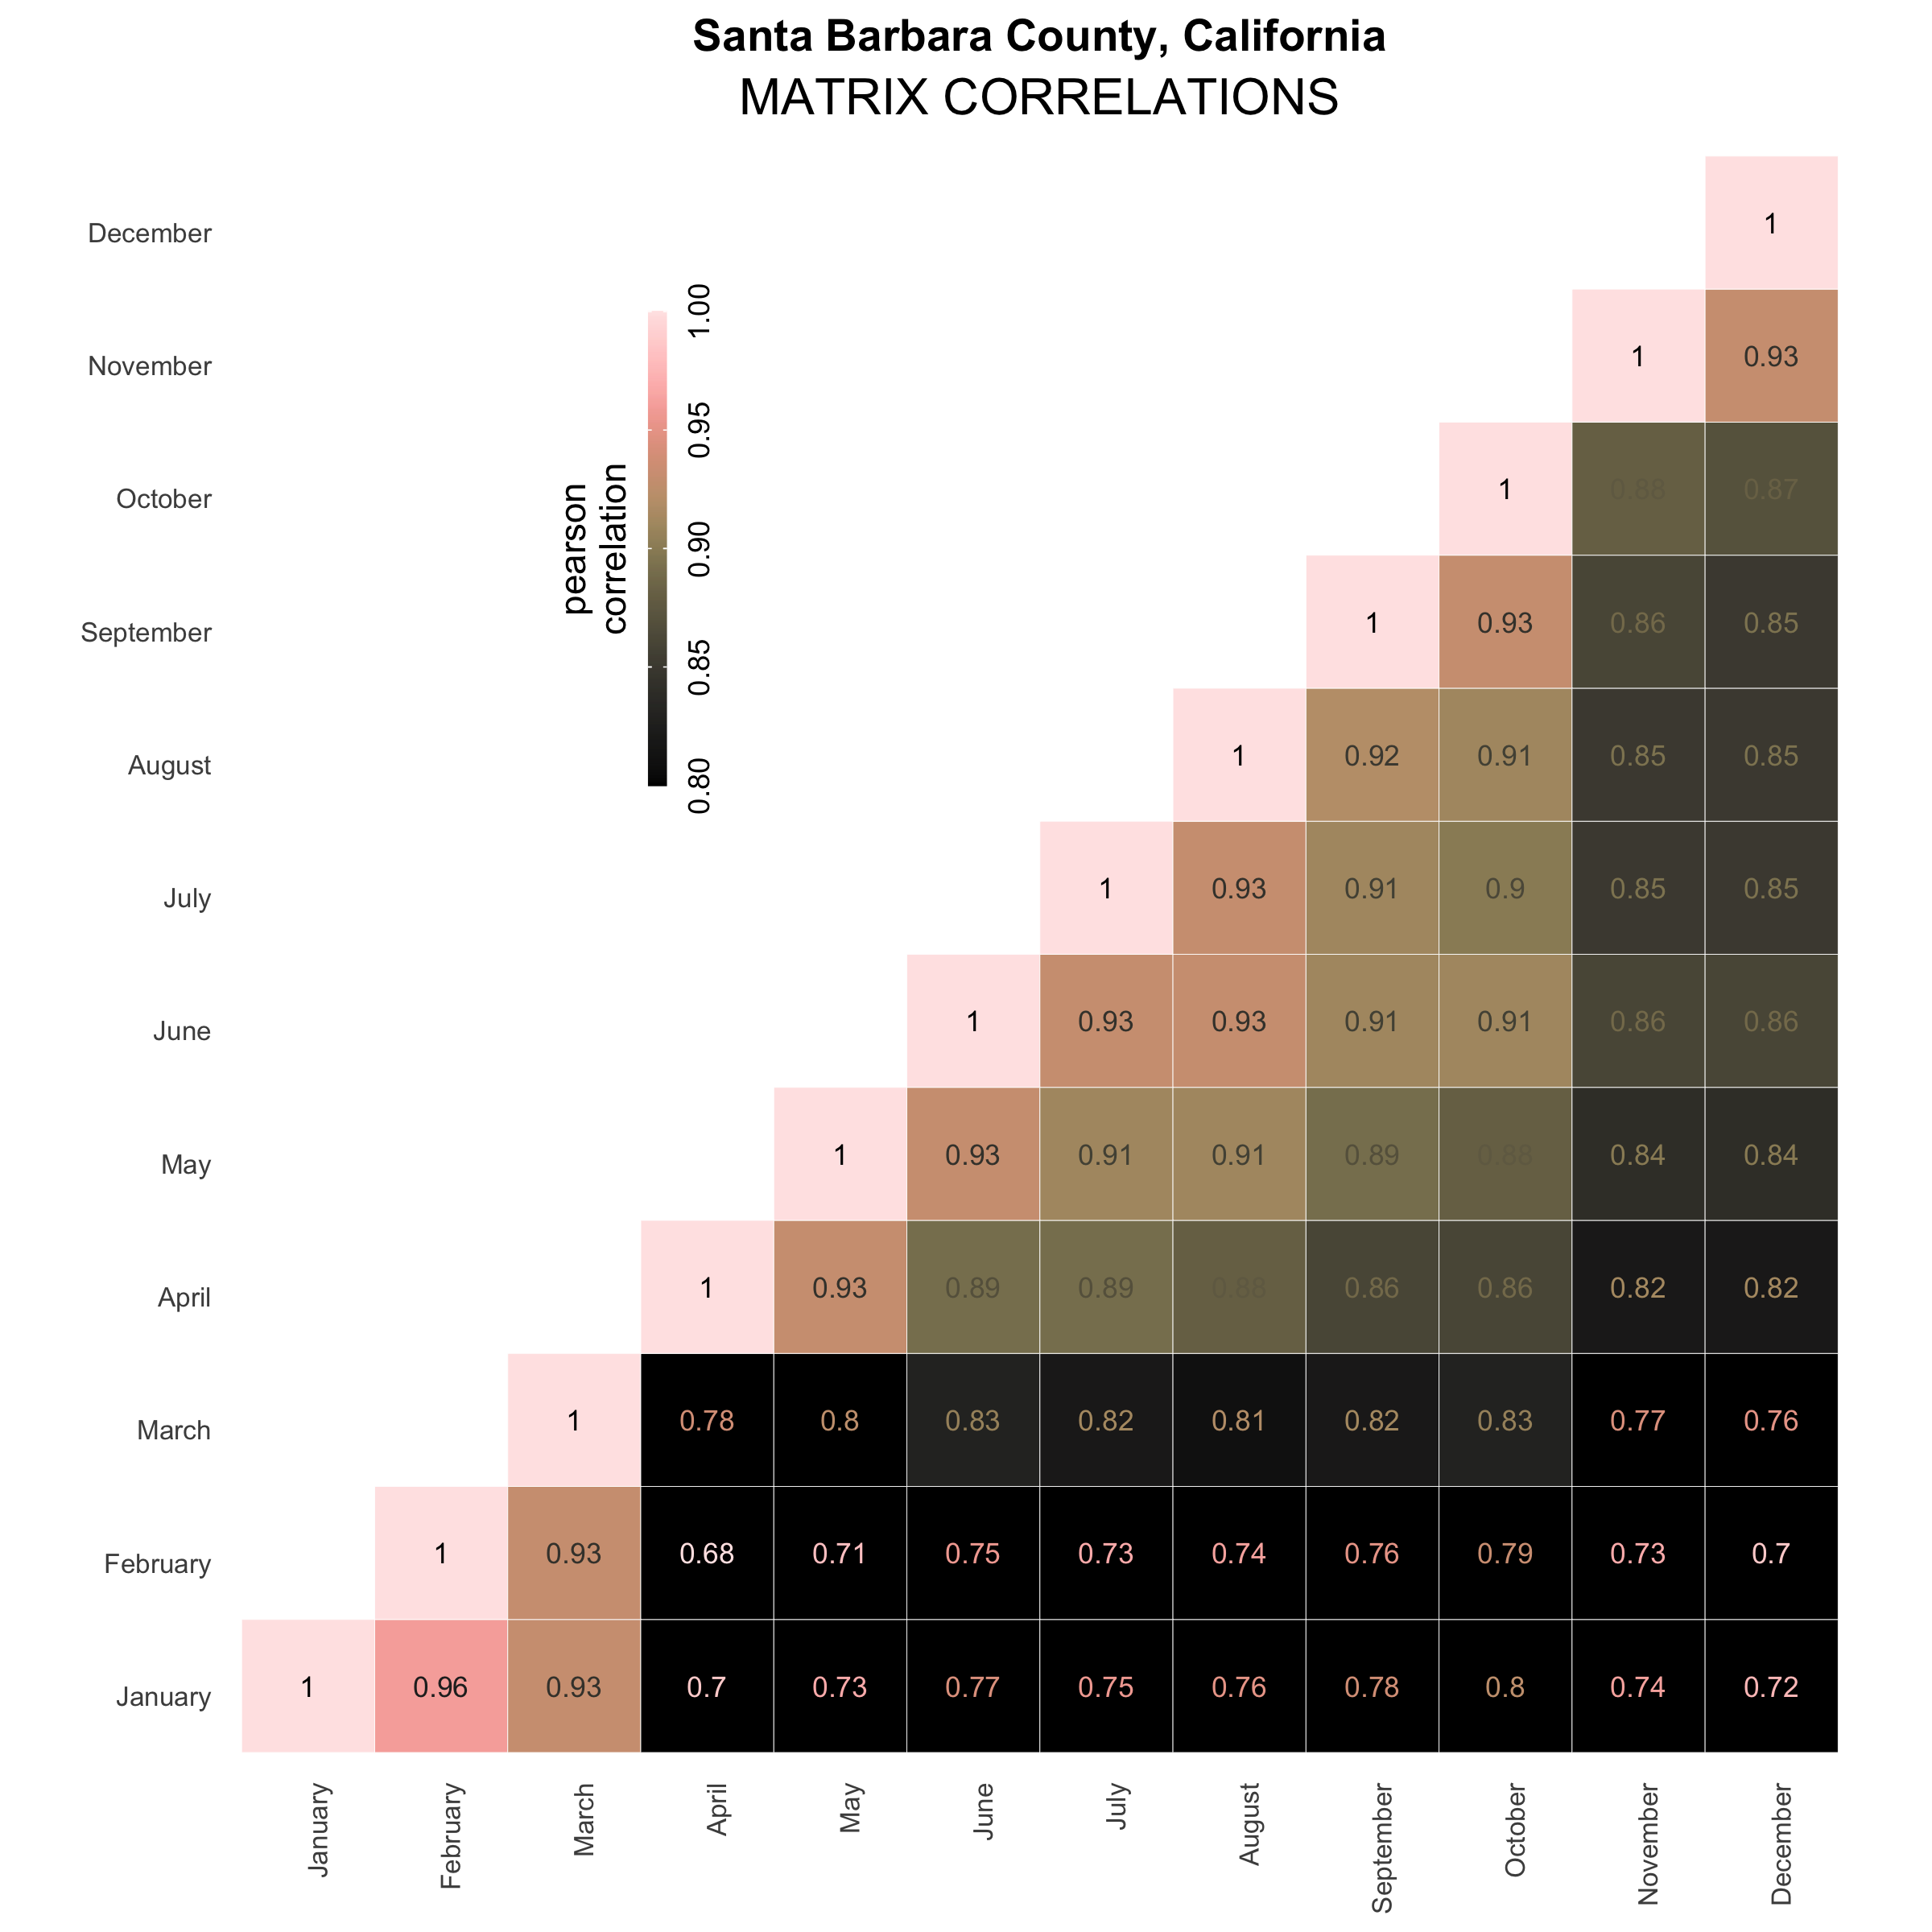 Santa Barbara County, California
MATRIX CORRELATIONS
December 1
November 1 0.93
October 1 0.88 0.87
September 1 0.93 0.86 0.85
August 1 0.92 0.91 0.85 0.85
July 1 0.93 0.91 0.9 0.85 0.85
June 1 0.93 0.93 0.91 0.91 0.86 0.86
May 1 0.93 0.91 0.91 0.89 0.88 0.84 0.84
April 1 0.93 0.89 0.89 0.88 0.86 0.86 0.82 0.82
March 1 0.78 0.8 0.83 0.82 0.81 0.82 0.83 0.77 0.76
February 1 0.93 0.68 0.71 0.75 0.73 0.74 0.76 0.79 0.73 0.7
January 1 0.96 0.93 0.7 0.73 0.77 0.75 0.76 0.78 0.8 0.74 0.72
January February March April May June July August September October November December
pearson
correlation
0.80 0.85 0.90 0.95 1.00